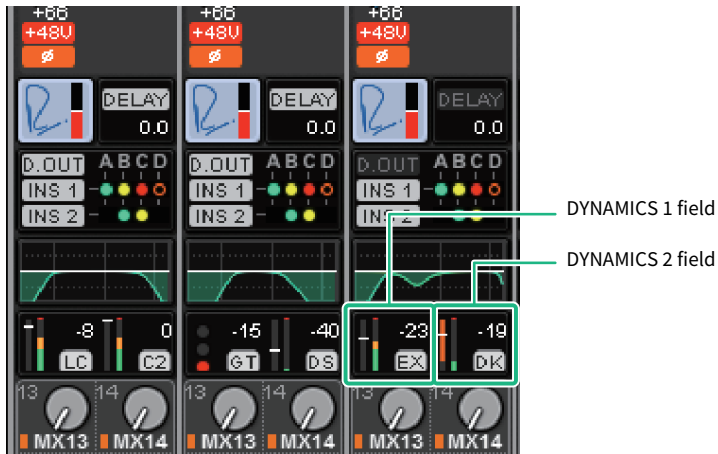 +66 +66 +66
+48V +48V +48V
ø ø ø
DELAY DELAY DELAY
0.0 0.0 0.0
D.OUT A B C D D.OUT A B C D D.OUT A B C D
INS 1 INS 1 INS 1
INS 2 INS 2 INS 2
DYNAMICS 1 field
DYNAMICS 2 field
-8 0 -15 -40 -23 -19
LC C2 GT DS EX DK
13 14 13 14 13 14
MX13 MX14 MX13 MX14 MX13 MX14